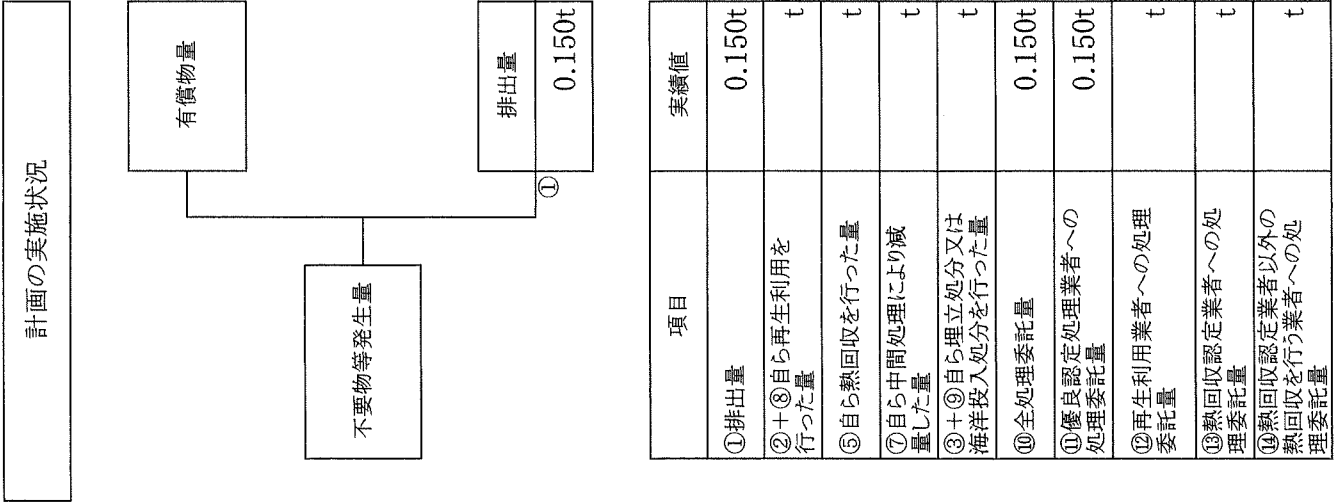 計画の実施状況
有償物量
不要物等発生量
①
排出量
0.150t
項目
実績値
①排出量
0.150t
②+⑧自ら再生利用を
行った量
t
⑤自ら熱回収を行った量
t
⑦自ら中間処理により減
量した量
t
③+⑨自ら埋立処分又は
海洋投入処分を行った量
t
⑩全処理委託量
0.150t
⑪優良認定処理業者への
処理委託量
0.150t
⑫再生利用業者への処理
委託量
t
⑬熱回収認定業者への処
理委託量
t
⑭熱回収認定業者以外の
熱回収を行う業者への処
理委託量
t